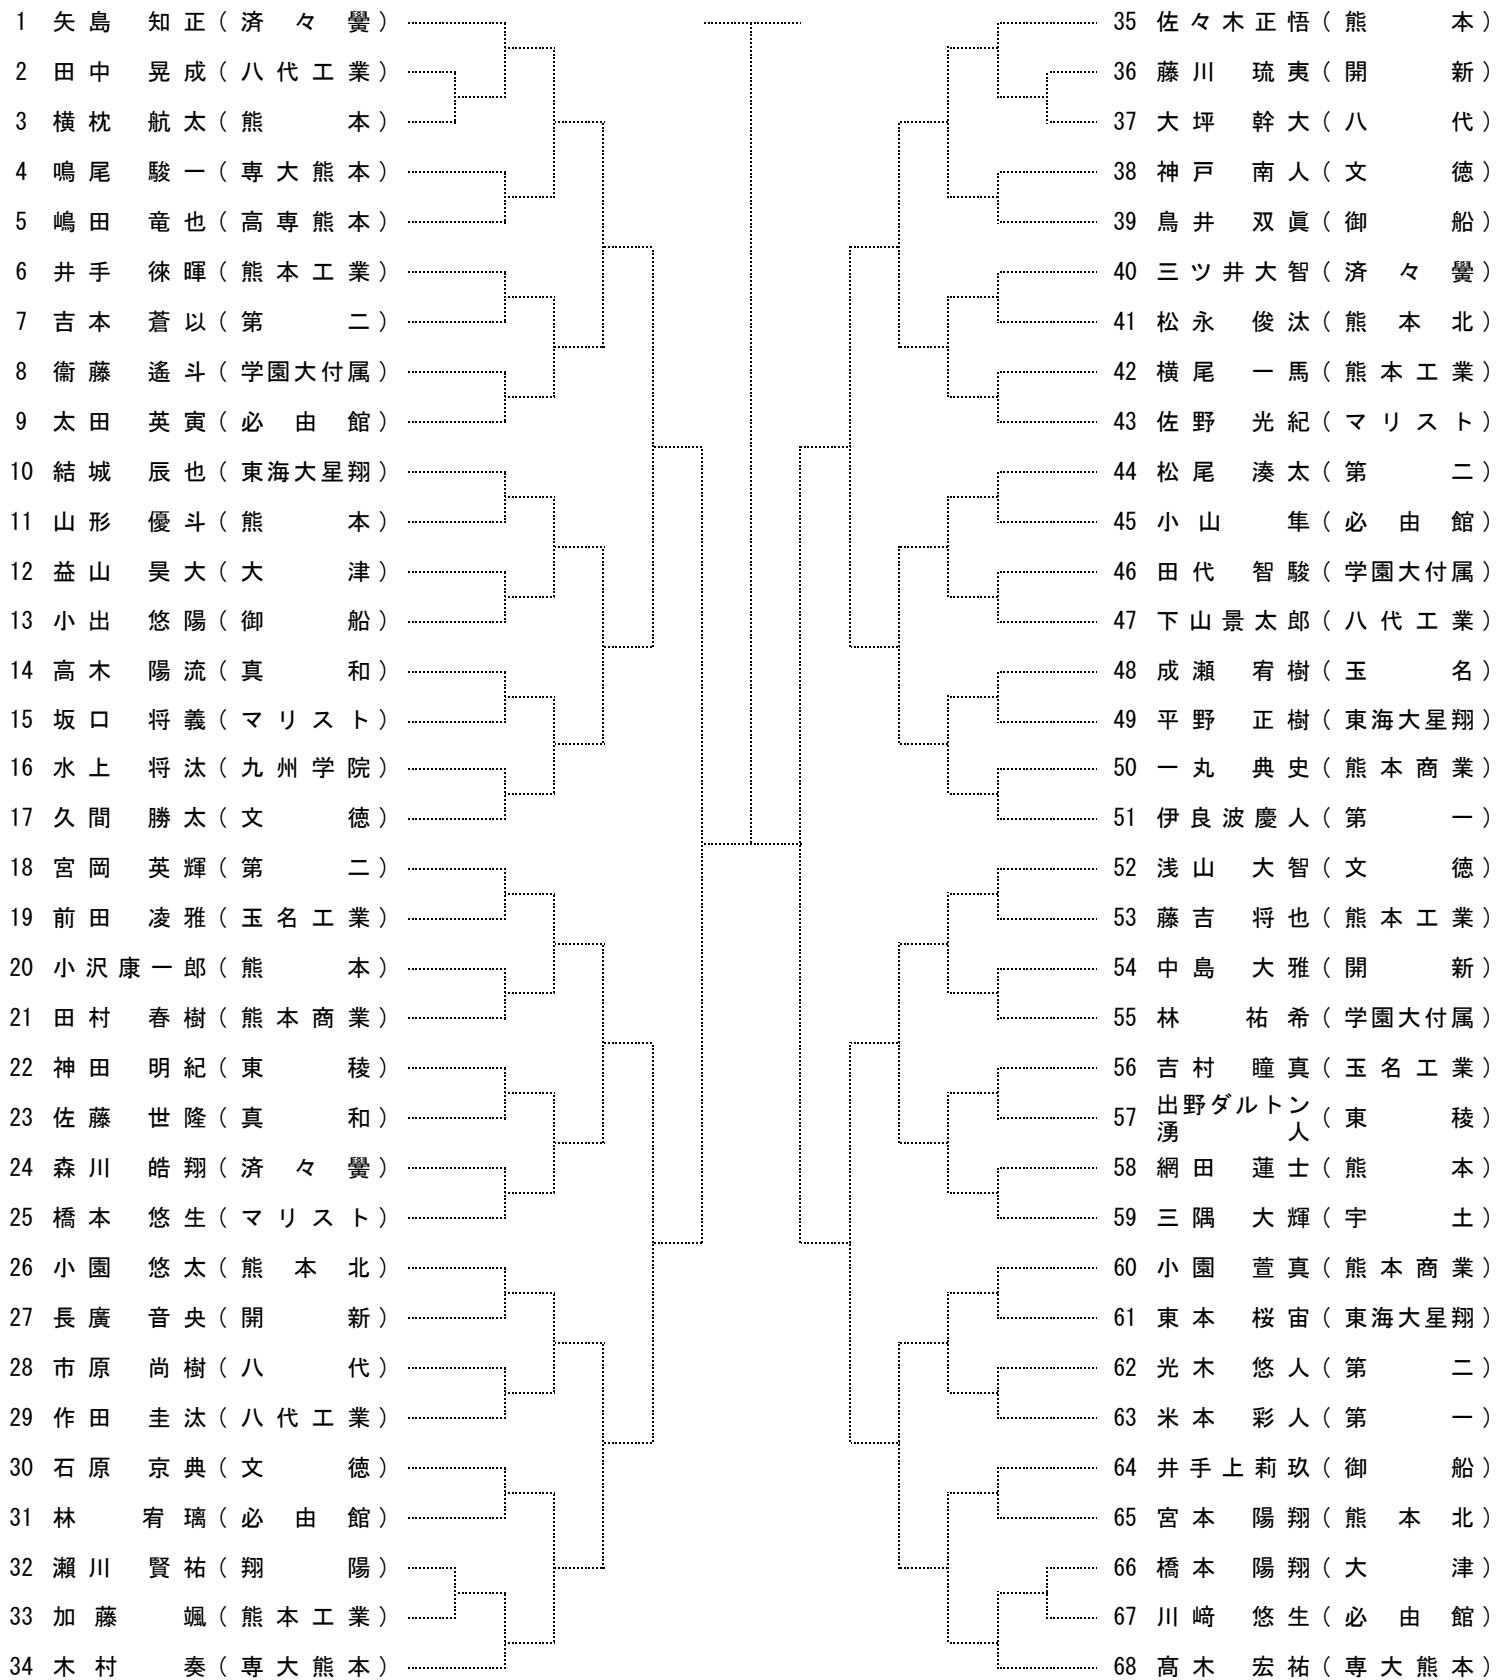 1 矢島 知正（済々黌）
2 田中 晃成（八代工業）
3 横枕 航太（熊本）
4 鳴尾 駿一（専大熊本）
5 嶋田 竜也（高専熊本）
6 井手 徠暉（熊本工業）
7 吉本 蒼以（第二）
8 衞藤 遙斗（学園大付属）
9 太田 英寅（必由館）
10 結城 辰也（東海大星翔）
11 山形 優斗（熊本）
12 益山 昊大（大津）
13 小出 悠陽（御船）
14 高木 陽流（真和）
15 坂口 将義（マリスト）
16 水上 将汰（九州学院）
17 久間 勝太（文徳）
18 宮岡 英輝（第二）
19 前田 凌雅（玉名工業）
20 小沢康一郎（熊本）
21 田村 春樹（熊本商業）
22 神田 明紀（東稜）
23 佐藤 世隆（真和）
24 森川 皓翔（済々黌）
25 橋本 悠生（マリスト）
26 小園 悠太（熊本北）
27 長廣 音央（開新）
28 市原 尚樹（八代）
29 作田 圭汰（八代工業）
30 石原 京典（文徳）
31 林 宥璃（必由館）
32 瀨川 賢祐（翔陽）
33 加藤 颯（熊本工業）
34 木村 奏（専大熊本）
35 佐々木正悟（熊本）
36 藤川 琉夷（開新）
37 大坪 幹大（八代）
38 神戸 南人（文徳）
39 鳥井 双眞（御船）
40 三ツ井大智（済々黌）
41 松永 俊汰（熊本北）
42 横尾 一馬（熊本工業）
43 佐野 光紀（マリスト）
44 松尾 湊太（第二）
45 小山 隼（必由館）
46 田代 智駿（学園大付属）
47 下山景太郎（八代工業）
48 成瀬 宥樹（玉名）
49 平野 正樹（東海大星翔）
50 一丸 典史（熊本商業）
51 伊良波慶人（第一）
52 浅山 大智（文徳）
53 藤吉 将也（熊本工業）
54 中島 大雅（開新）
55 林 祐希（学園大付属）
56 吉村 瞳真（玉名工業）
57 出野ダルトン湧人（東稜）
58 網田 蓮士（熊本）
59 三隅 大輝（宇土）
60 小園 萱真（熊本商業）
61 東本 桜宙（東海大星翔）
62 光木 悠人（第二）
63 米本 彩人（第一）
64 井手上莉玖（御船）
65 宮本 陽翔（熊本北）
66 橋本 陽翔（大津）
67 川﨑 悠生（必由館）
68 髙木 宏祐（専大熊本）